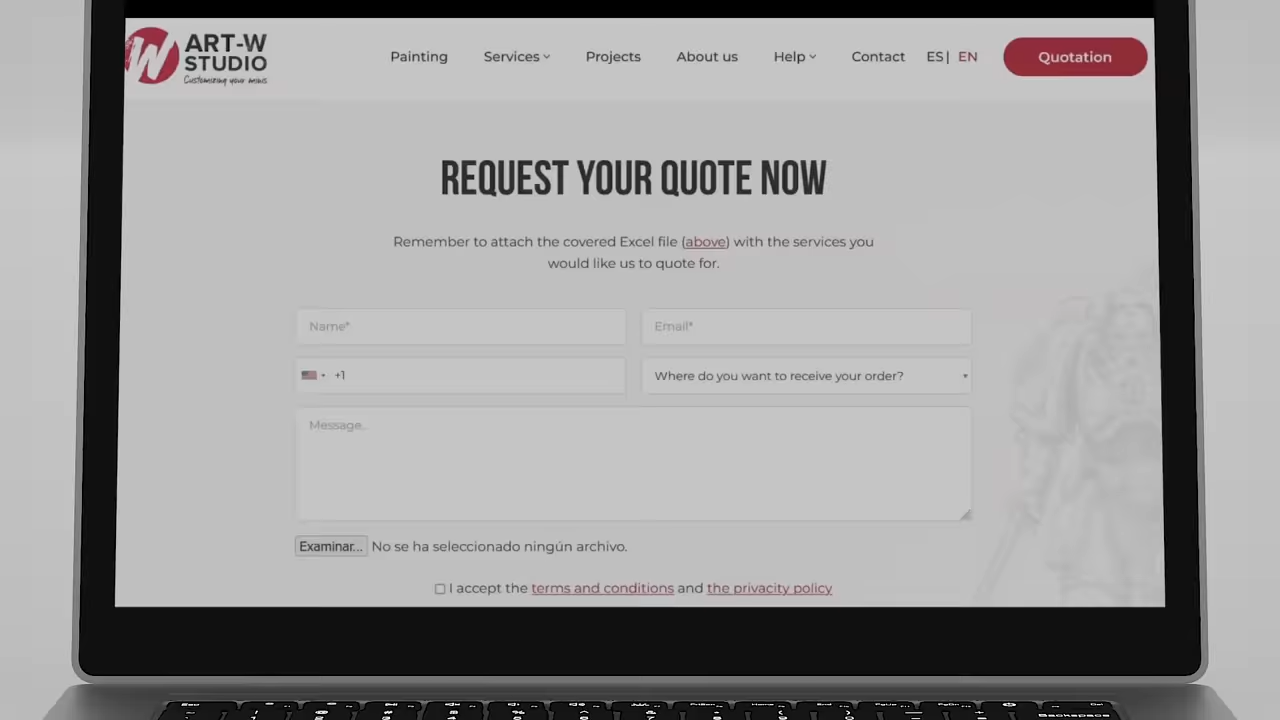 ART-W
STUDIO
Customizing your minis
Painting Services Projects About us Help Contact ES| EN Quotation
REQUEST YOUR QUOTE NOW
Remember to attach the covered Excel file (above) with the services you
would like us to quote for.
Name* Email*
+1 Where do you want to receive your order?
Message..
Examinar... No se ha seleccionado ningún archivo.
I accept the terms and conditions and the privacity policy
Backspace